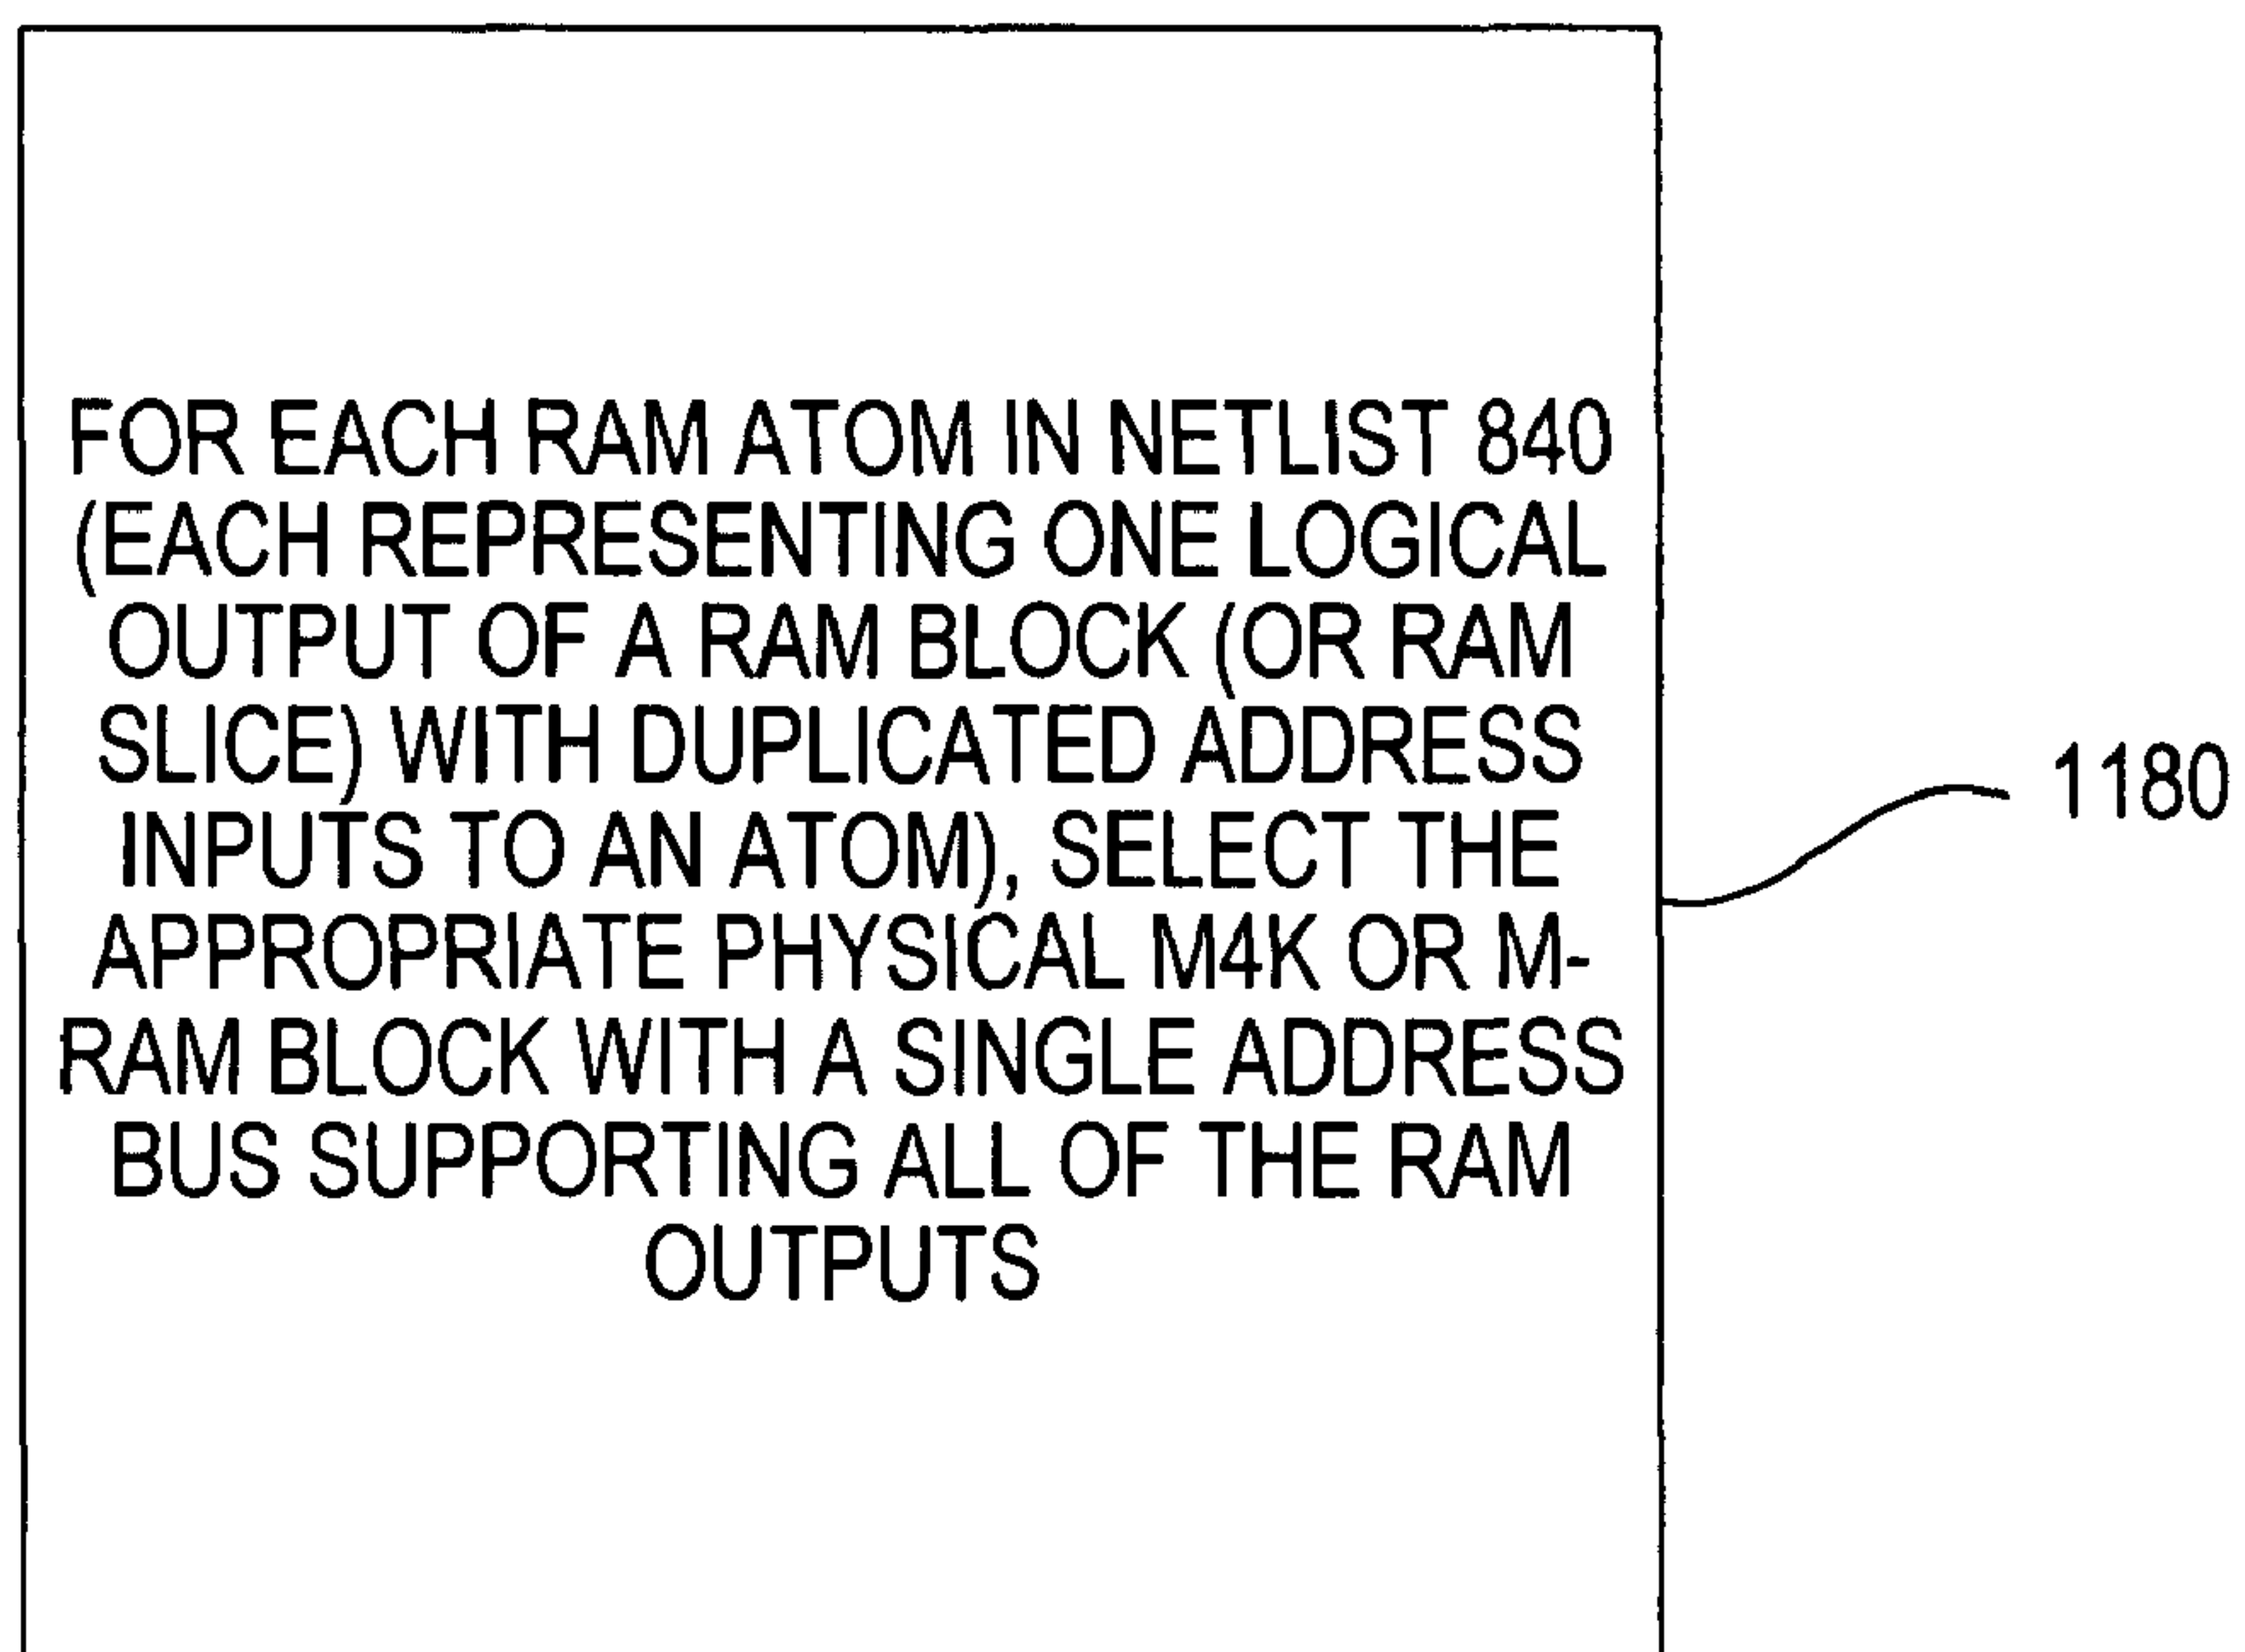 FOR EACH RAM ATOM IN NETLIST 840
(EACH REPRESENTING ONE LOGICAL
OUTPUT OF A RAM BLOCK (OR RAM
SLICE) WITH DUPLICATED ADDRESS
INPUTS TO AN ATOM), SELECT THE
APPROPRIATE PHYSICAL M4K OR M-
RAM BLOCK WITH A SINGLE ADDRESS
BUS SUPPORTING ALL OF THE RAM
OUTPUTS
1180